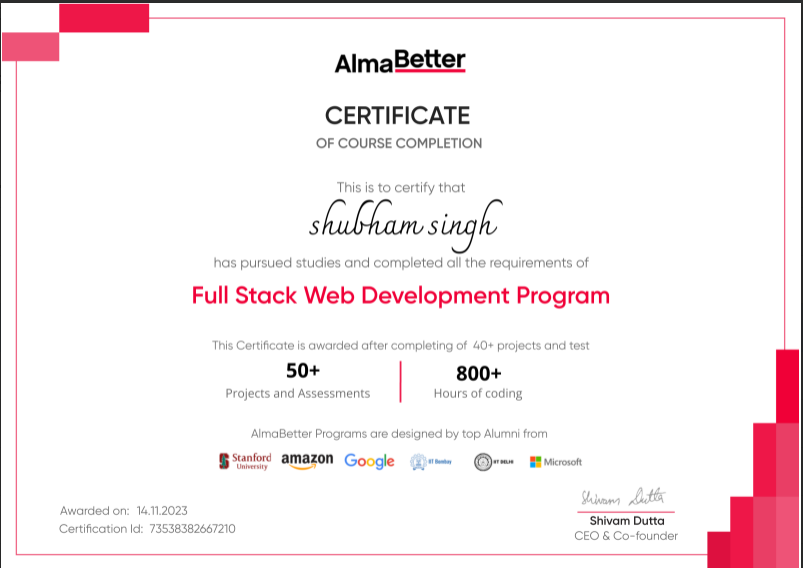 AlmaBetter
CERTIFICATE
OF COURSE COMPLETION
This is to certify that
shubham singh
has pursued studies and completed all the requirements of
Full Stack Web Development Program
This Certificate is awarded after completing of 40+ projects and test
50+
Projects and Assessments
800+
Hours of coding
AlmaBetter Programs are designed by top Alumni from
Stanford University
amazon
Google
IIT Bombay
IIT DELHI
Microsoft
Awarded on: 14.11.2023
Certification Id: 73538382667210
Shivam Dutta
Shivam Dutta
CEO & Co-founder